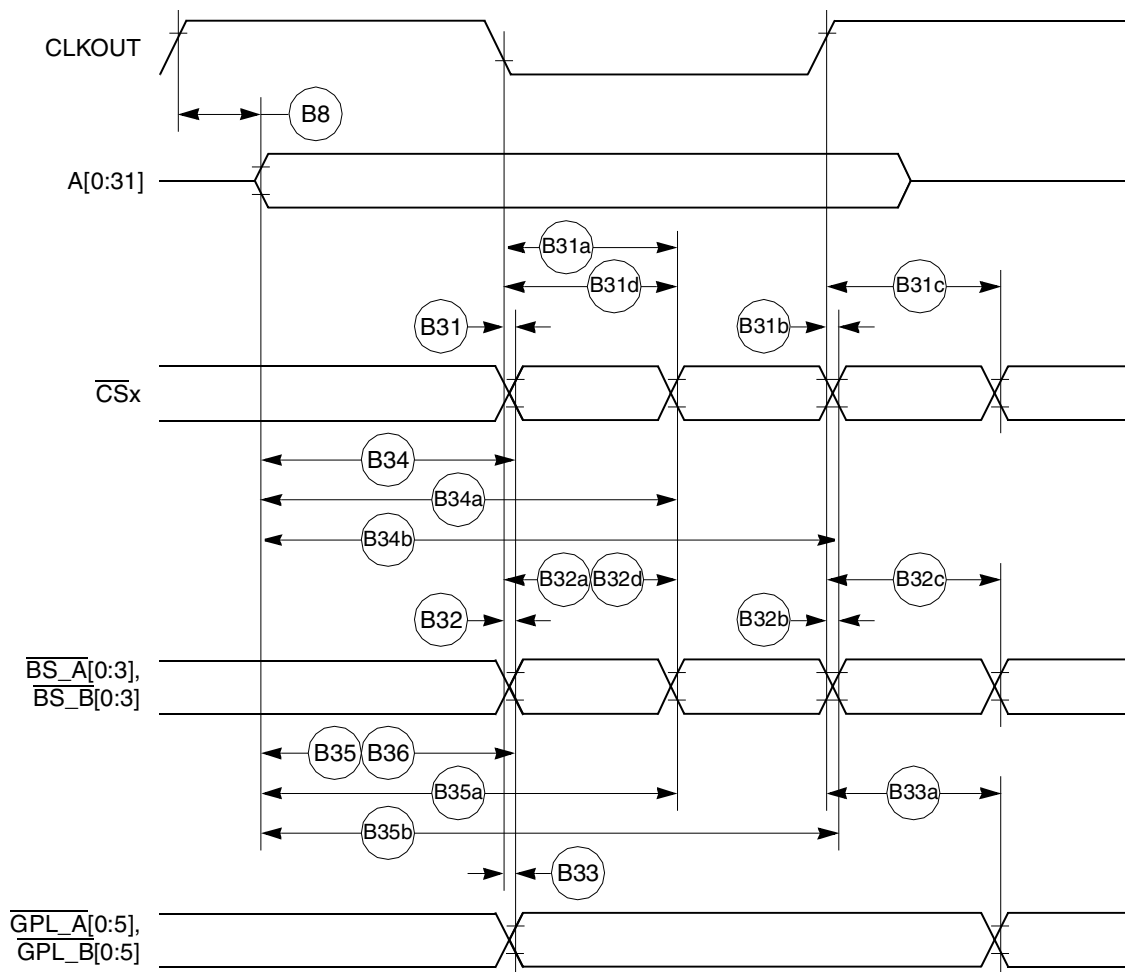 CLKOUT
B8
A[0:31]
B31a
B31d
B31c
B31
B31b
CSx
B34
B34a
B34b
B32a B32d
B32c
B32
B32b
BS_A[0:3],
BS_B[0:3]
B35 B36
B35a
B33a
B35b
B33
GPL_A[0:5],
GPL_B[0:5]